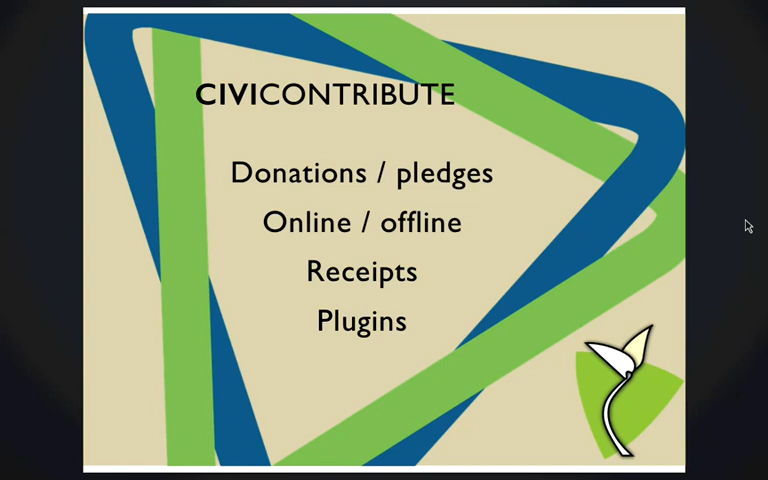 CIVICONTRIBUTE
Donations / pledges
Online / offline
Receipts
Plugins